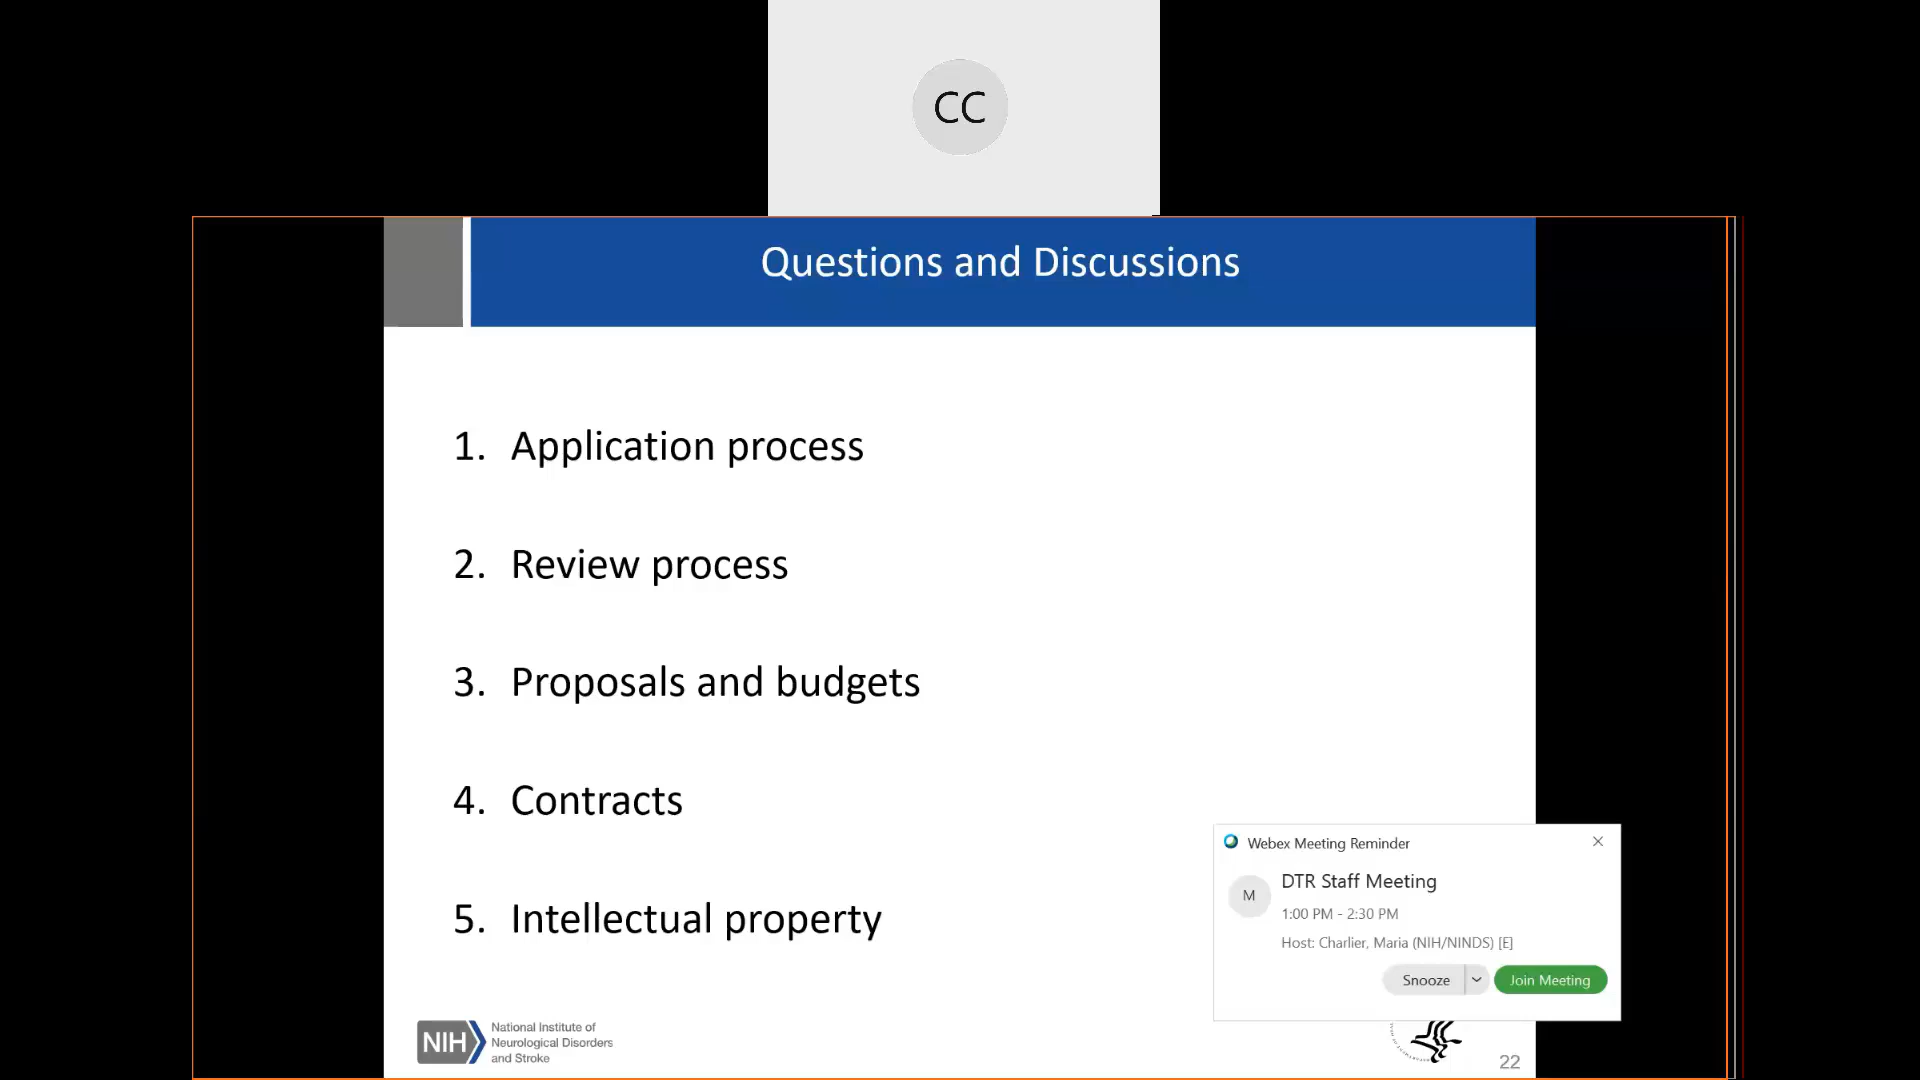 CC
Questions and Discussions
1. Application process
2. Review process
3. Proposals and budgets
4. Contracts
5. Intellectual property
Webex Meeting Reminder
M
DTR Staff Meeting
1:00 PM - 2:30 PM
Host: Charlier, Maria (NIH/NINDS) [E]
Snooze
Join Meeting
NIH
National Institute of
Neurological Disorders
and Stroke
22